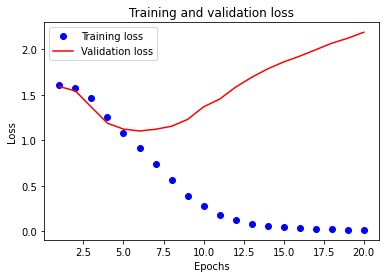 Training and validation loss
Training loss
Validation loss
2.0
1.5
1.0
0.5
0.0
Loss
2.5
5.0
7.5
10.0
12.5
15.0
17.5
20.0
Epochs